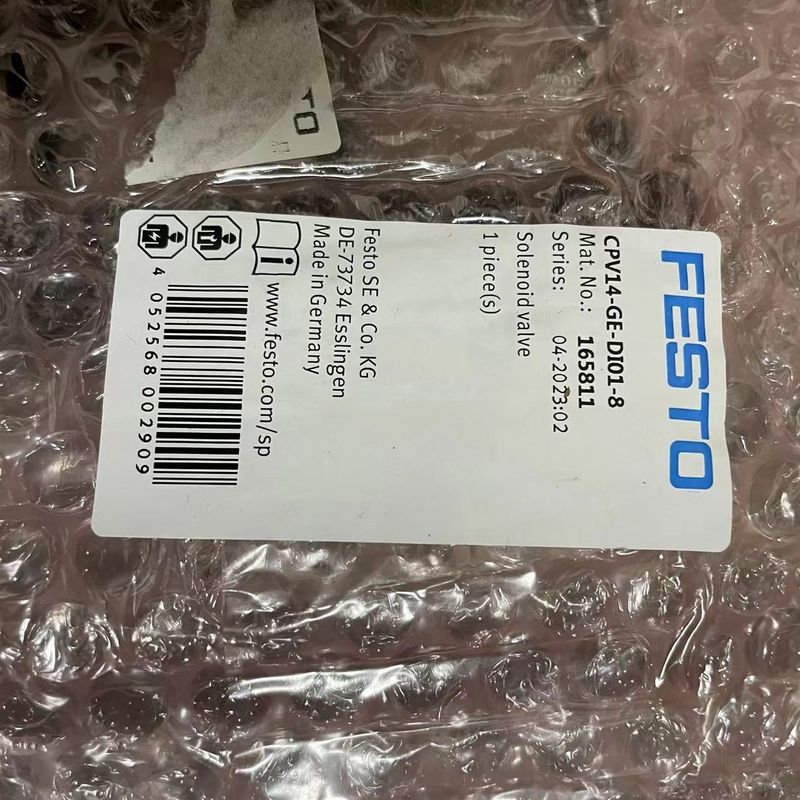 FESTO
CPV14-GE-DI01-8
Mat. No.: 165811
Series: 04-2023:02
Solenoid valve
1 piece(s)
Festo SE & Co. KG
DE-73734 Esslingen
Made in Germany
www.festo.com/sp
4 052568 002909
TO